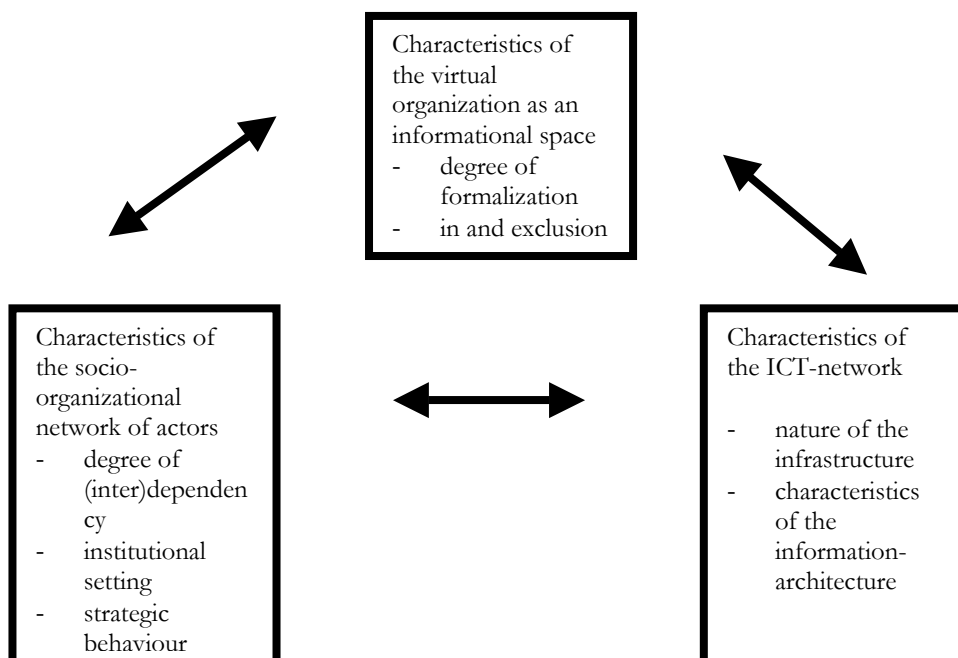 Characteristics of
the virtual
organization as an
informational space
- degree of
formalization
- in and exclusion
Characteristics of
the socio-
organizational
network of actors
- degree of
(inter)dependen
cy
- institutional
setting
- strategic
behaviour
Characteristics of
the ICT-network
- nature of the
infrastructure
- characteristics
of the
information-
architecture